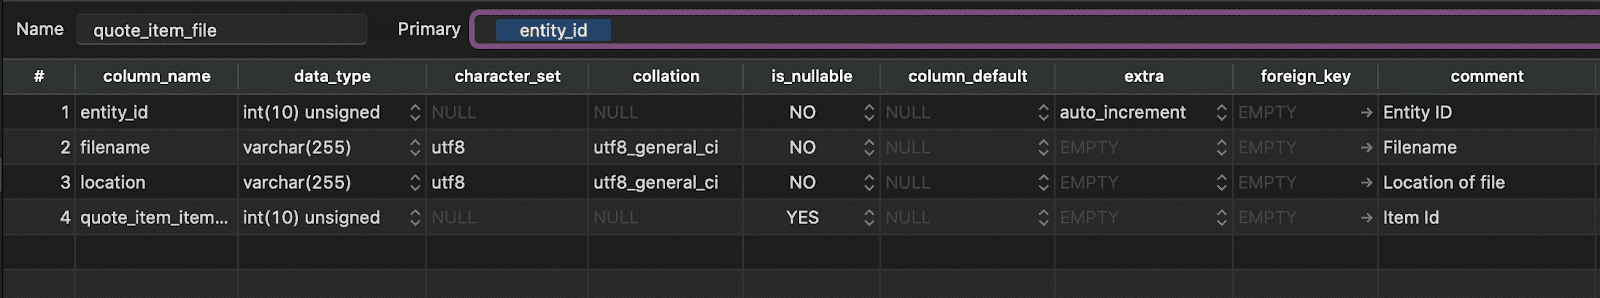 Name quote_item_file Primary entity_id
# column_name data_type character_set collation is_nullable column_default extra foreign_key comment
1 entity_id int(10) unsigned NULL NULL NO NULL auto_increment EMPTY Entity ID
2 filename varchar(255) utf8 utf8_general_ci NO NULL EMPTY EMPTY Filename
3 location varchar(255) utf8 utf8_general_ci NO NULL EMPTY EMPTY Location of file
4 quote_item_item... int(10) unsigned NULL NULL YES NULL EMPTY EMPTY Item Id